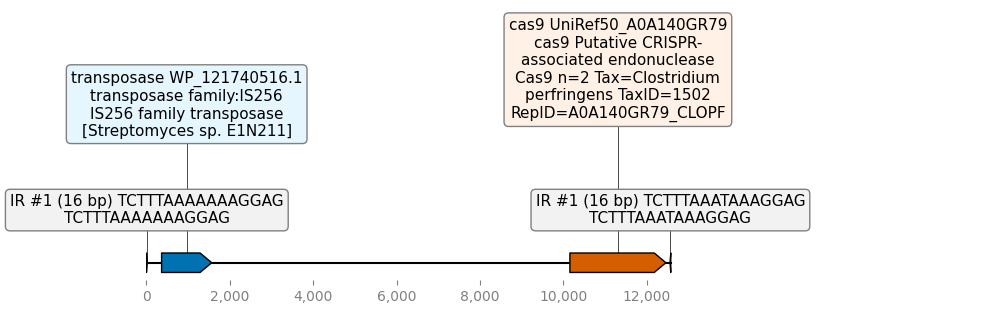 cas9 UniRef50_A0A140GR79
cas9 Putative CRISPR-
associated endonuclease
Cas9 n=2 Tax=Clostridium
perfringens TaxID=1502
RepID=A0A140GR79_CLOPF
transposase WP_121740516.1
transposase family:IS256
IS256 family transposase
[Streptomyces sp. E1N211]
IR #1 (16 bp) TCTTTAAAAAAAGGAG
TCTTTAAAAAAAGGAG
IR #1 (16 bp) TCTTTAAATAAAGGAG
TCTTTAAATAAAGGAG
0 2,000 4,000 6,000 8,000 10,000 12,000